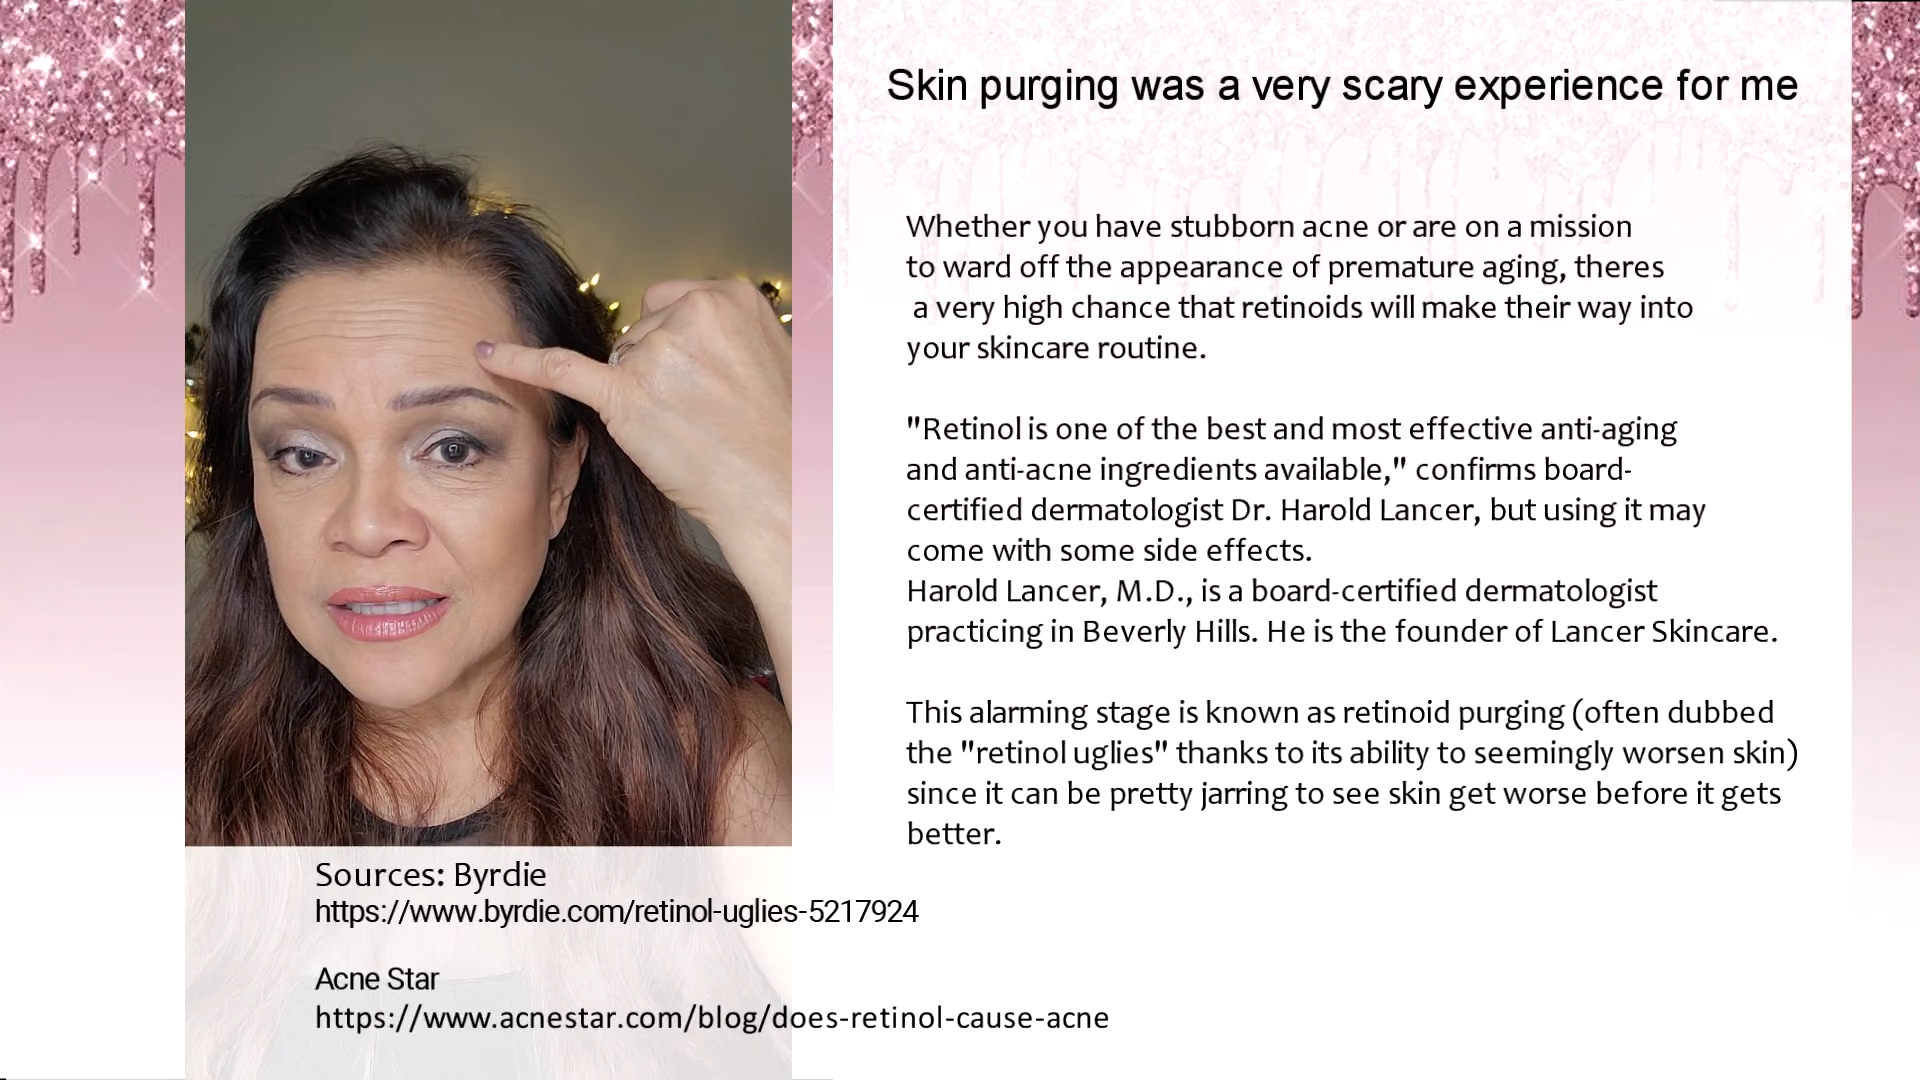 Skin purging was a very scary experience for me
Whether you have stubborn acne or are on a mission
to ward off the appearance of premature aging, theres
a very high chance that retinoids will make their way into
your skincare routine.
"Retinol is one of the best and most effective anti-aging
and anti-acne ingredients available," confirms board-
certified dermatologist Dr. Harold Lancer, but using it may
come with some side effects.
Harold Lancer, M.D., is a board-certified dermatologist
practicing in Beverly Hills. He is the founder of Lancer Skincare.
This alarming stage is known as retinoid purging (often dubbed
the "retinol uglies" thanks to its ability to seemingly worsen skin)
since it can be pretty jarring to see skin get worse before it gets
better.
Sources: Byrdie
https://www.byrdie.com/retinol-uglies-5217924
Acne Star
https://www.acnestar.com/blog/does-retinol-cause-acne